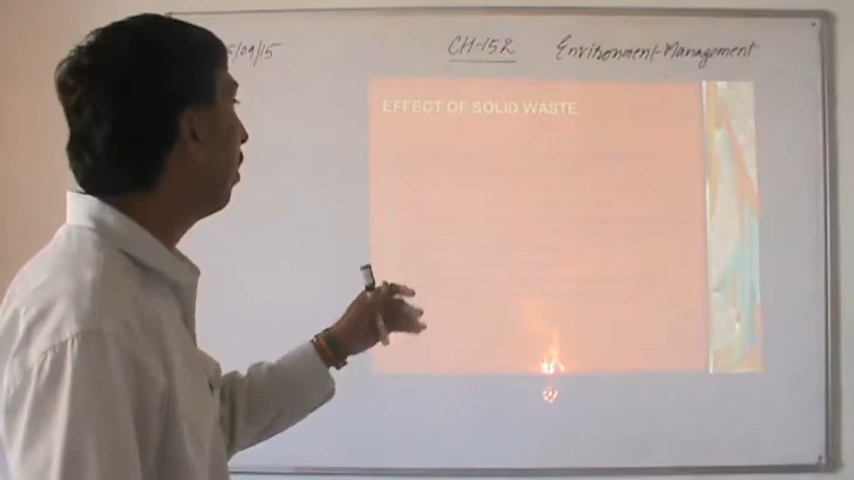 5/09/15 CH-152 Environment-Management
EFFECT OF SOLID WASTE